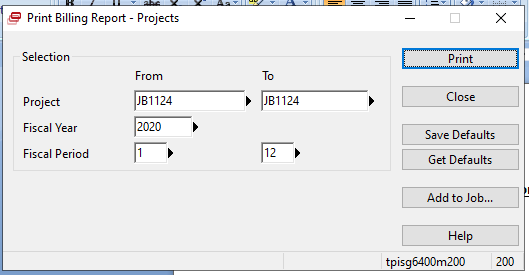 Print Billing Report - Projects
Selection
From To
Project JB1124 JB1124
Fiscal Year 2020
Fiscal Period 1 12
Print
Close
Save Defaults
Get Defaults
Add to Job...
Help
tpisg6400m200 200